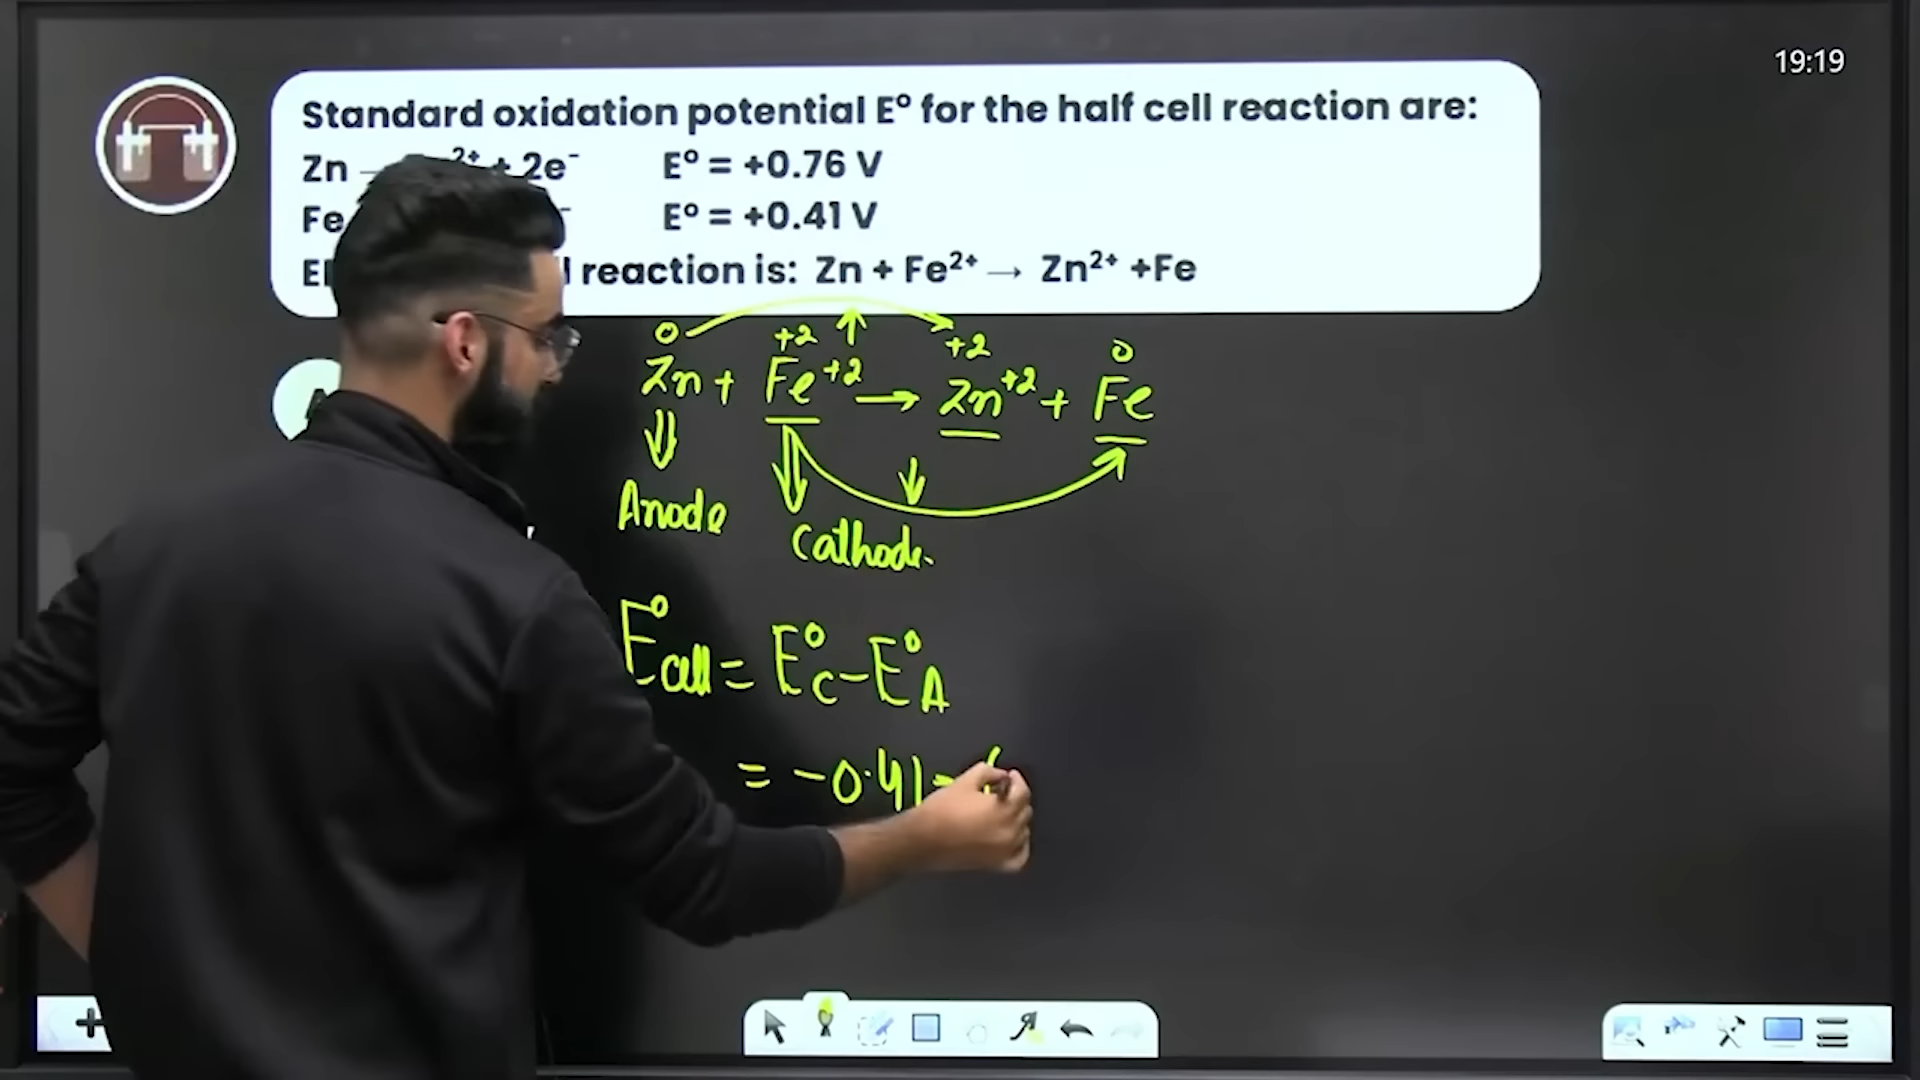 19:19
Standard oxidation potential E° for the half cell reaction are:
Zn → 2+ + 2e⁻ E° = +0.76 V
Fe ⁻ E° = +0.41 V
reaction is: Zn + Fe²⁺ → Zn²⁺ +Fe
0 +2 ↑ +2 0
Zn + Fe+2 → Zn+2 + Fe
Anode
Cathode.
E°cell = E°C - E°A
= -0.41 - (